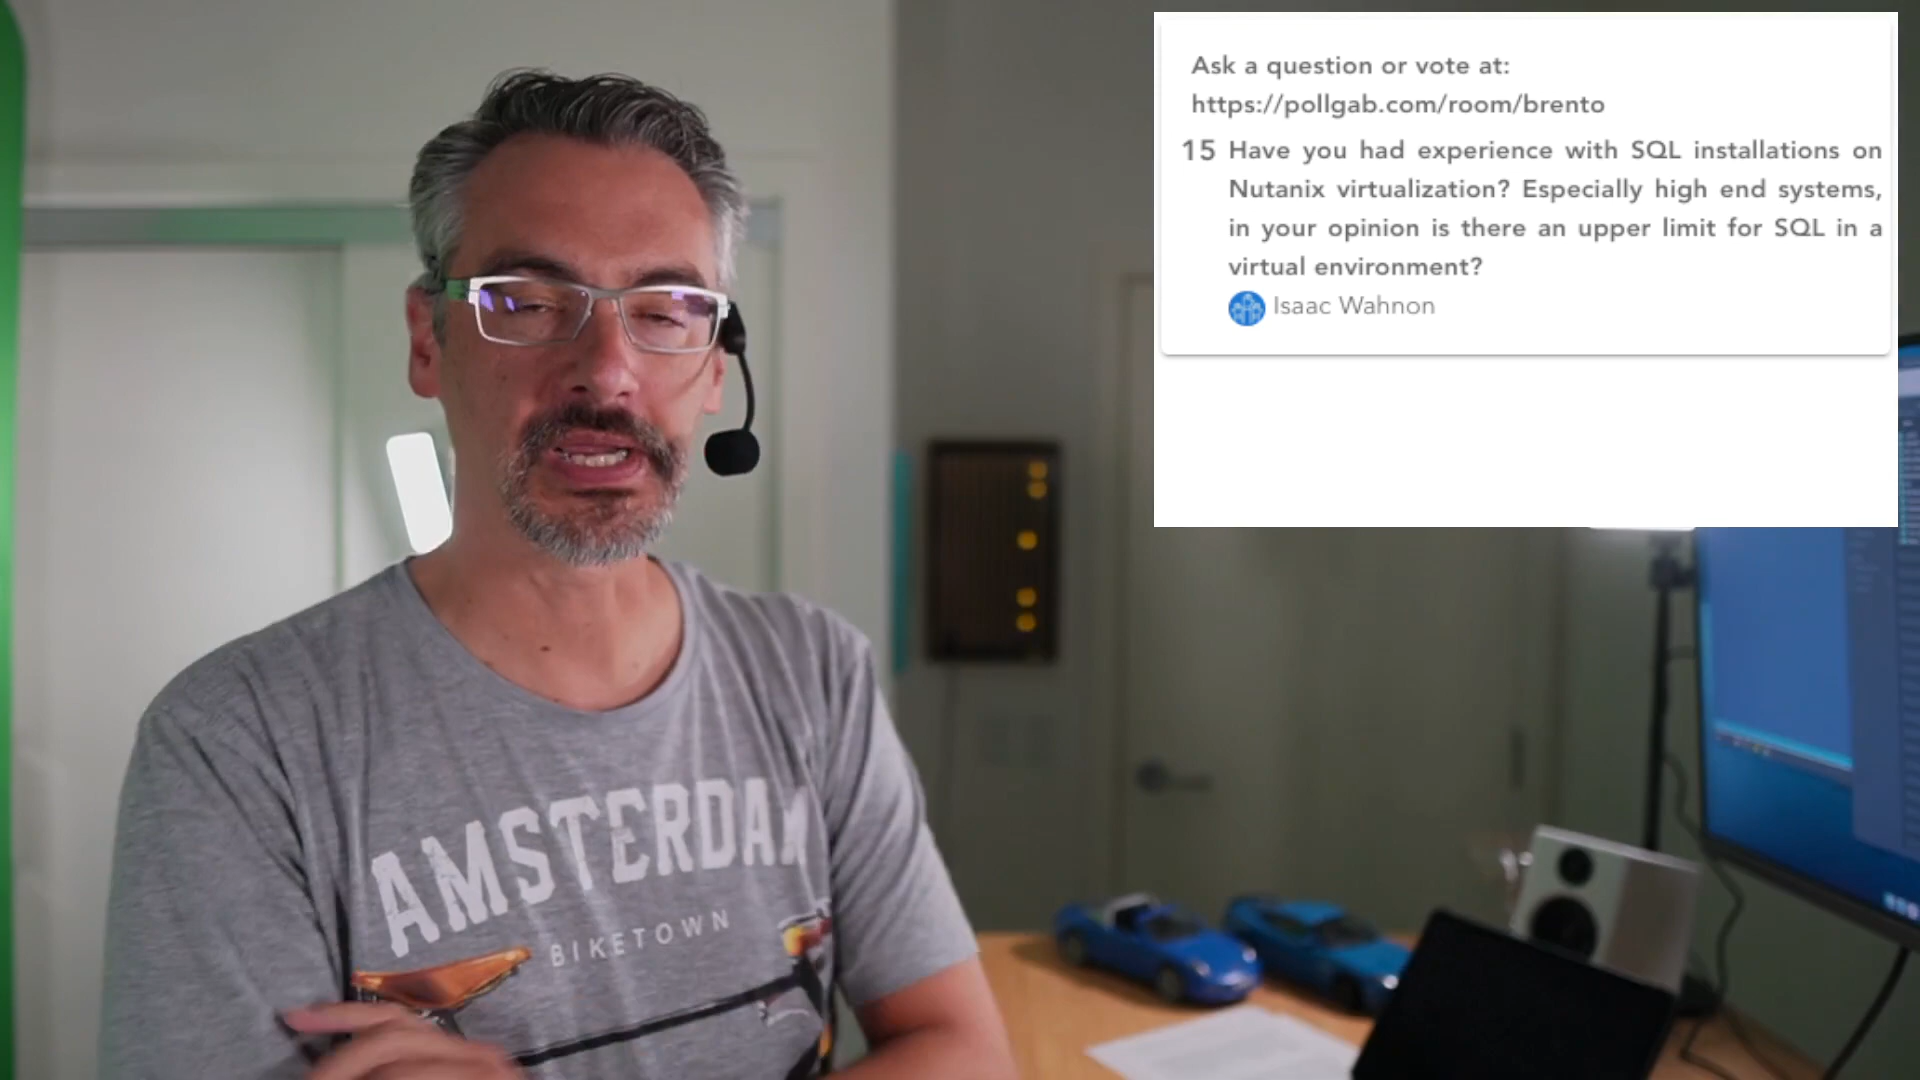 Ask a question or vote at:
https://pollgab.com/room/brento
15 Have you had experience with SQL installations on
Nutanix virtualization? Especially high end systems,
in your opinion is there an upper limit for SQL in a
virtual environment?
Isaac Wahnon
AMSTERDAM
BIKETOWN